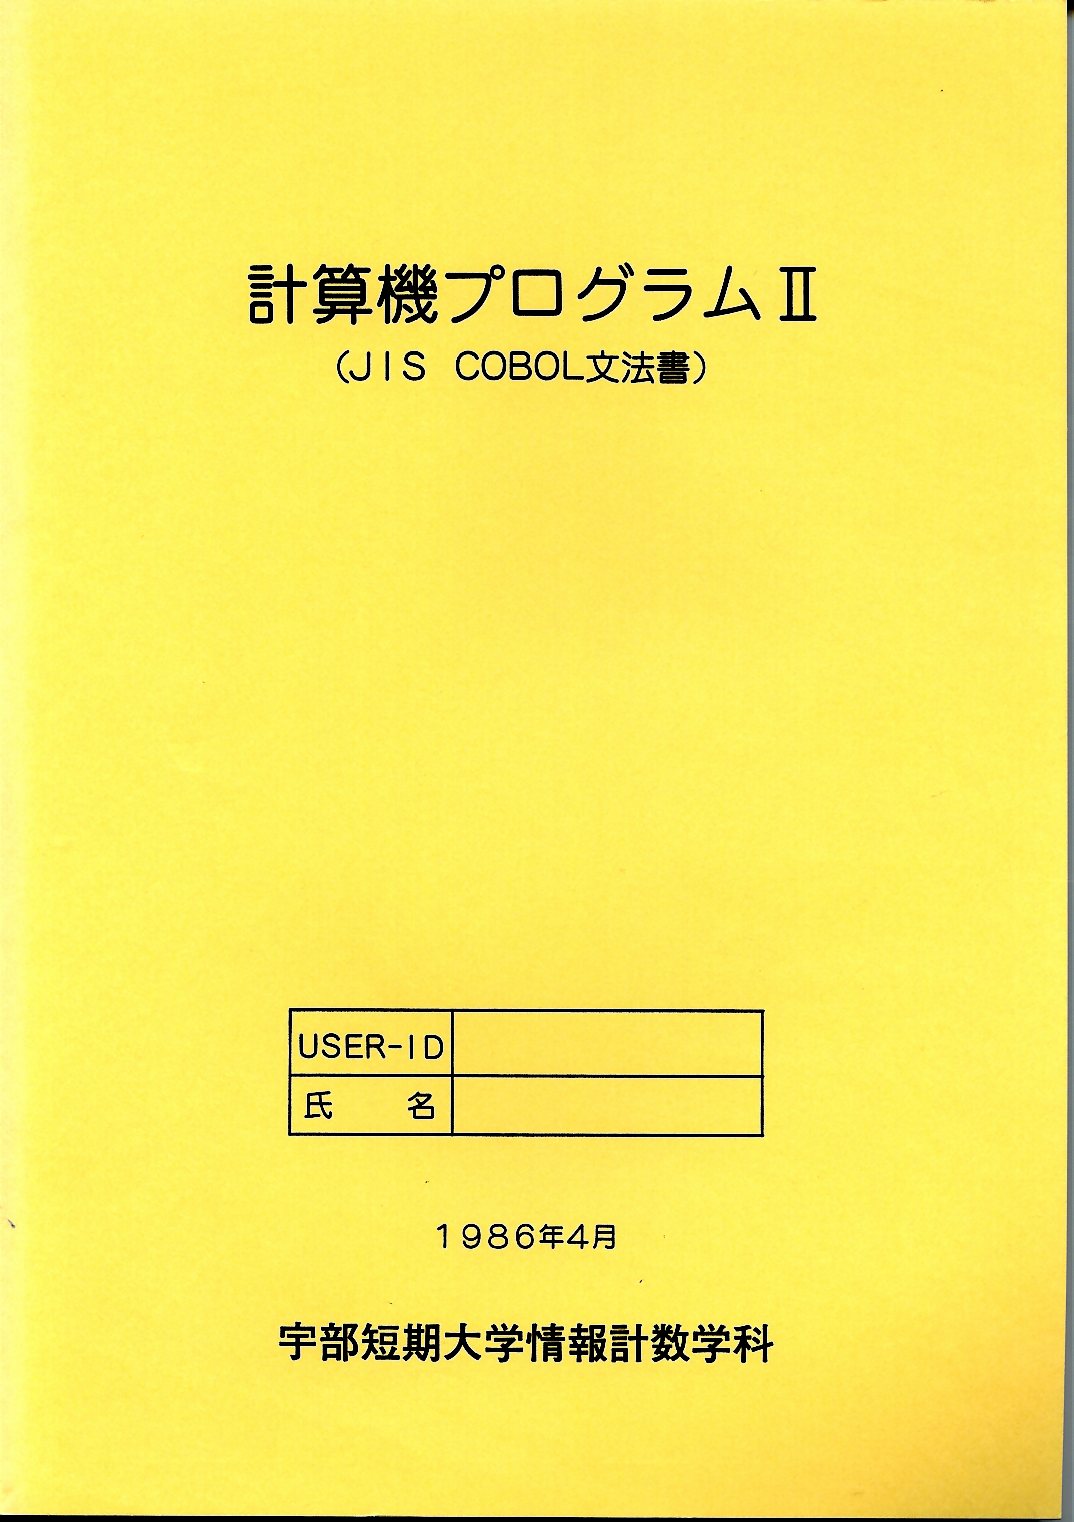 計算機プログラムⅡ
(JIS COBOL文法書)
USER-ID
氏 名
1986年4月
宇部短期大学情報計数学科